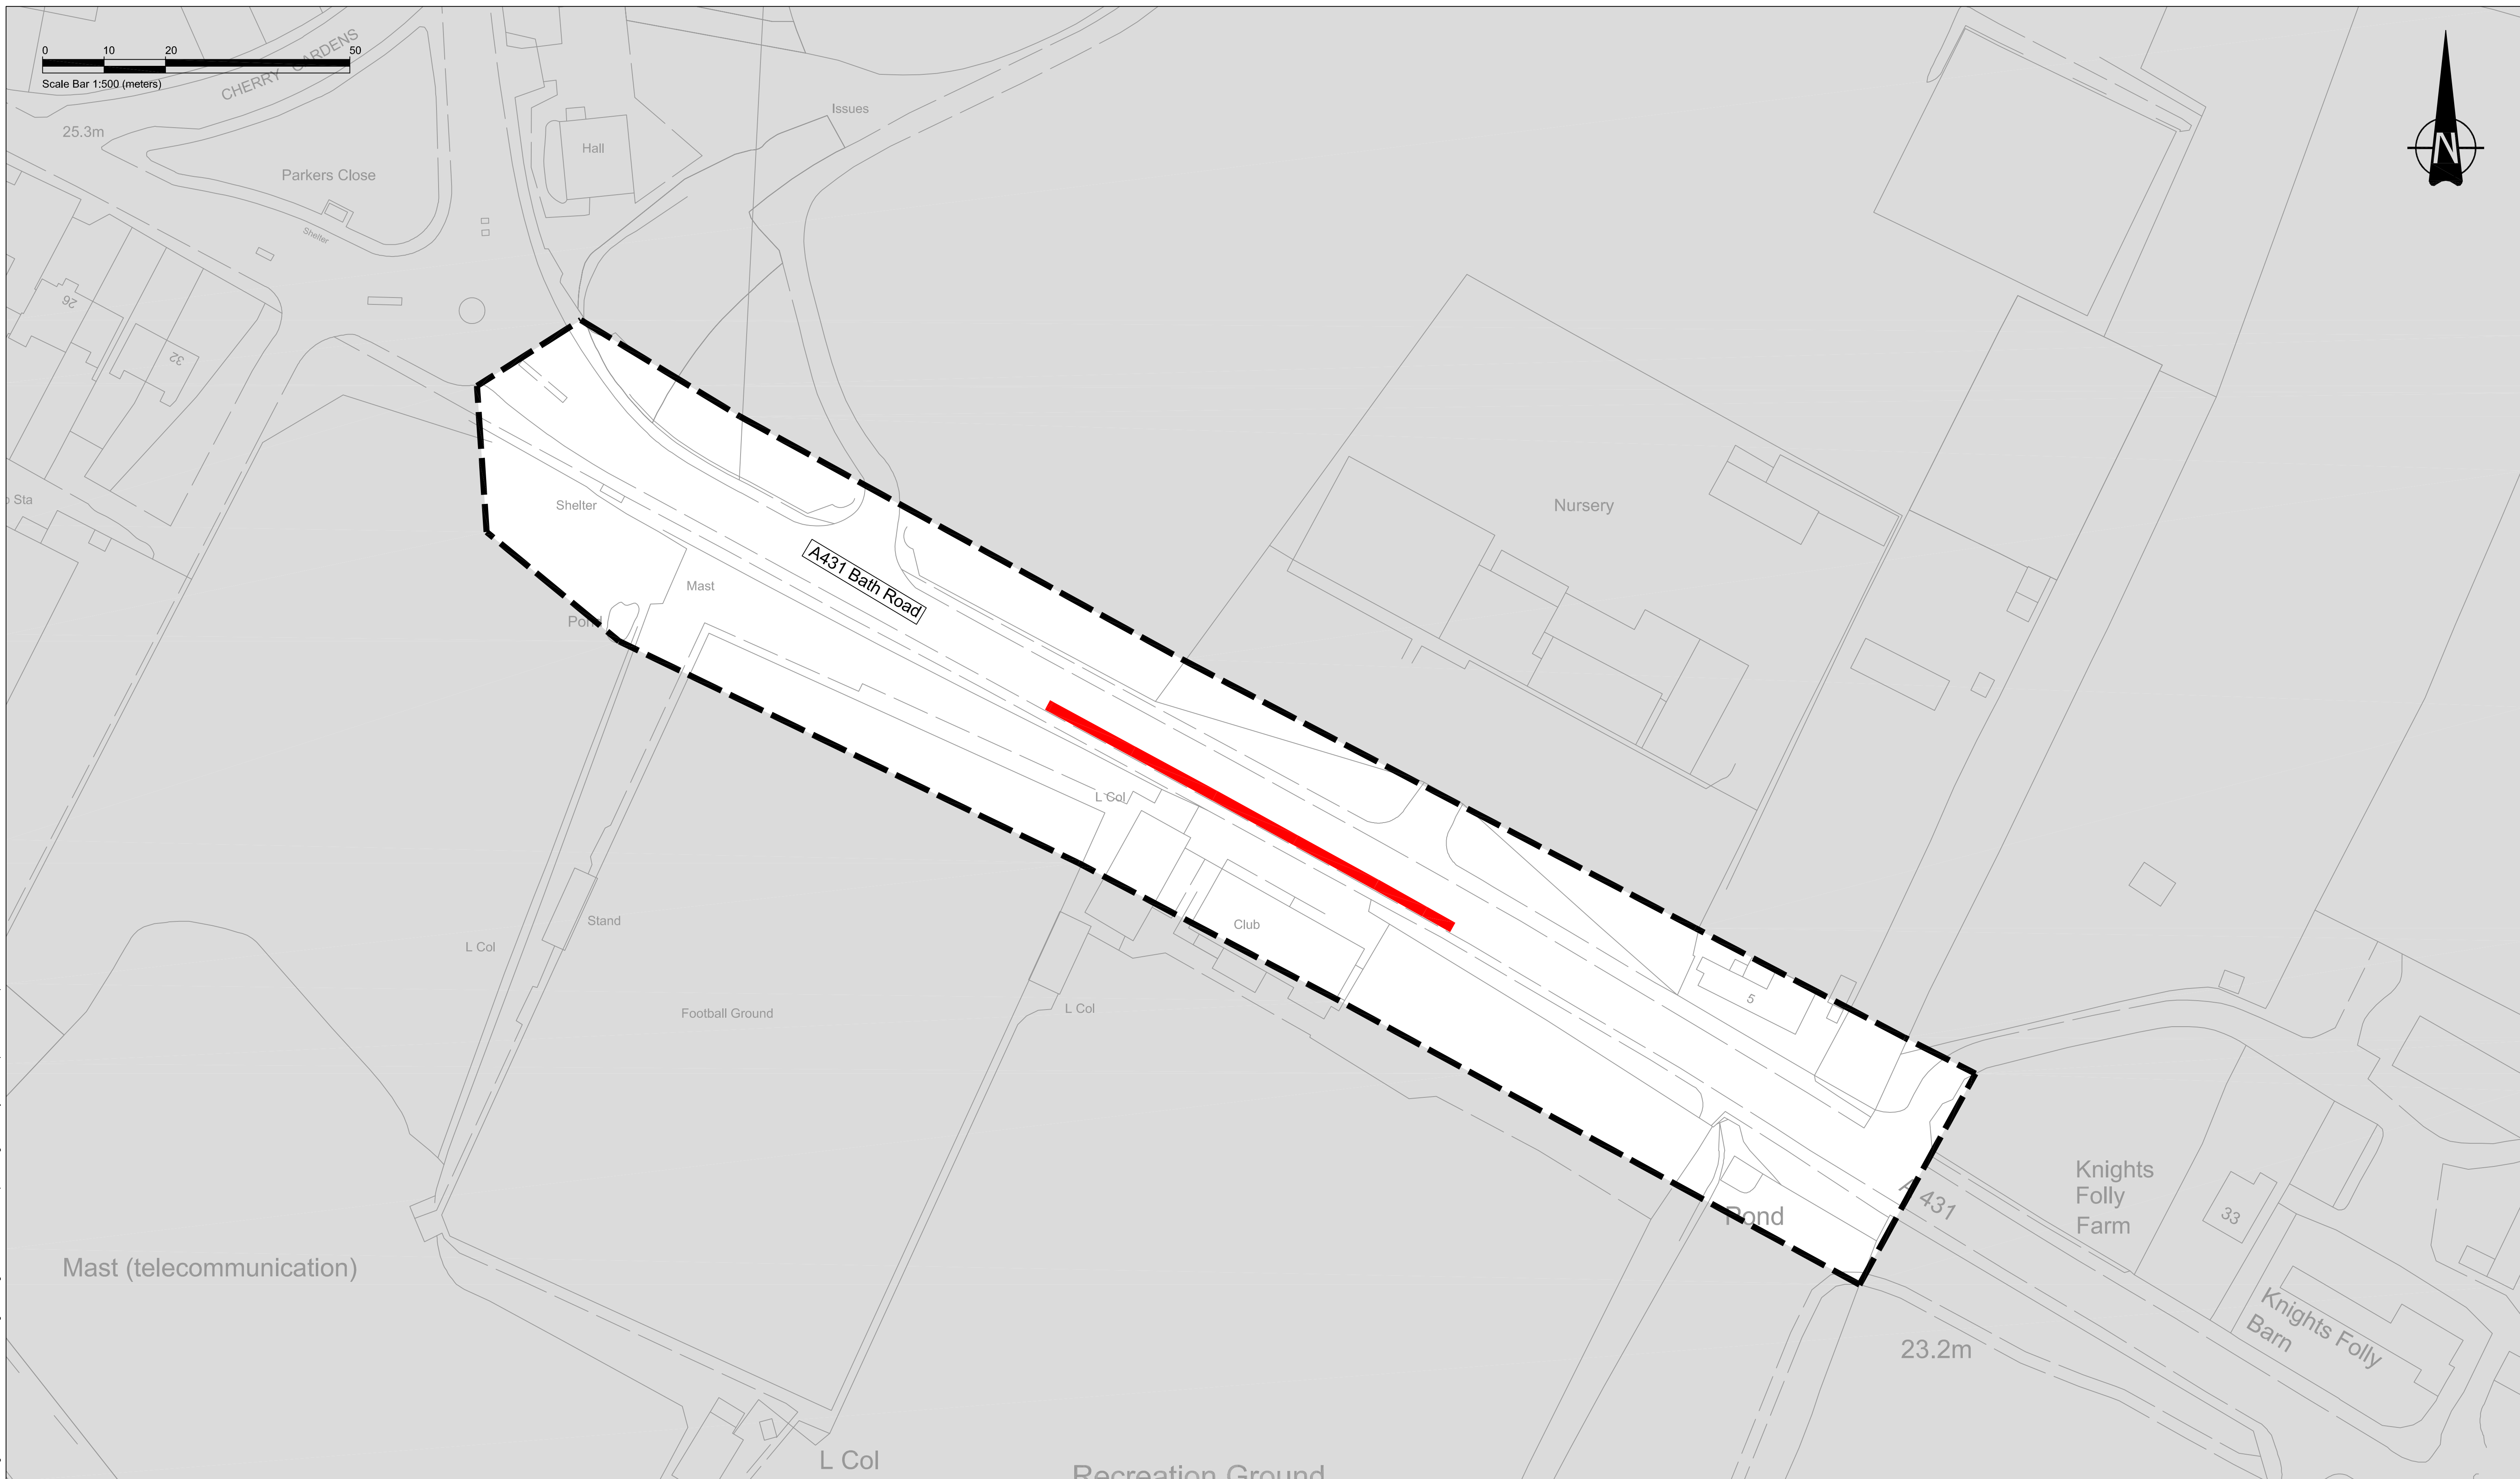 0 10 20 50
Scale Bar 1:500 (meters)
CHERRY GARDENS
25.3m
Parkers Close
Shelter
Hall
Issues
N
26
32
Sta
Shelter
Mast
Pond
A431 Bath Road
Nursery
L Col
Club
Stand
L Col
Football Ground
L Col
5
A 431
Pond
Knights
Folly
Farm
33
Knights Folly
Barn
23.2m
Mast (telecommunication)
L Col
Recreation Ground